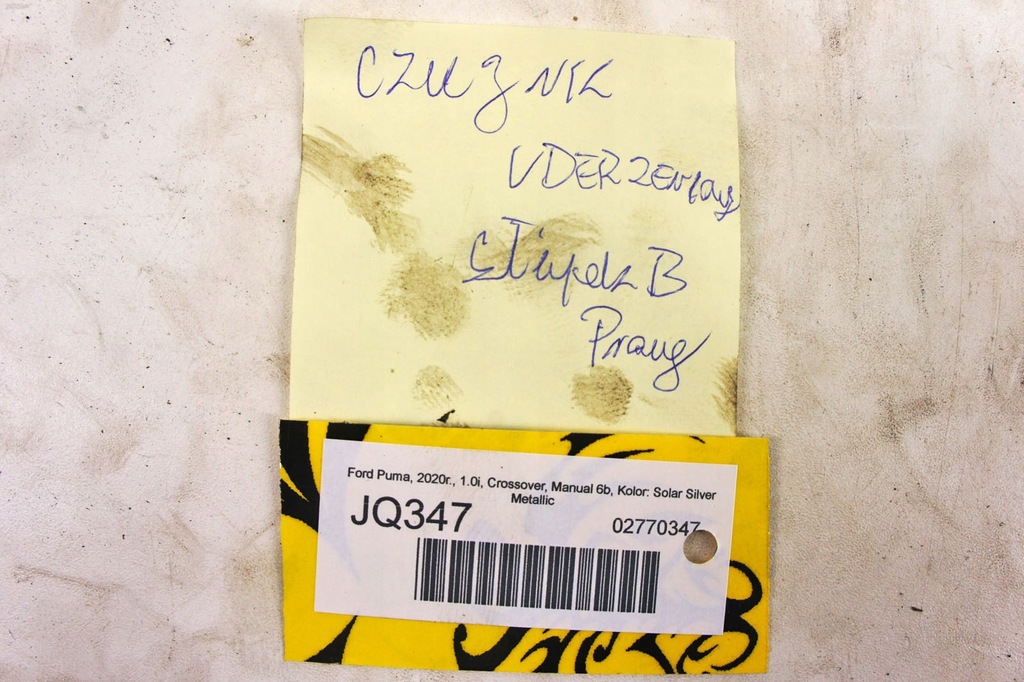 CZUJNIK
UDERZENIOWY
SŁUPEK B
Prawy
Ford Puma, 2020r., 1.0i, Crossover, Manual 6b, Kolor: Solar Silver
Metallic
JQ347
02770347